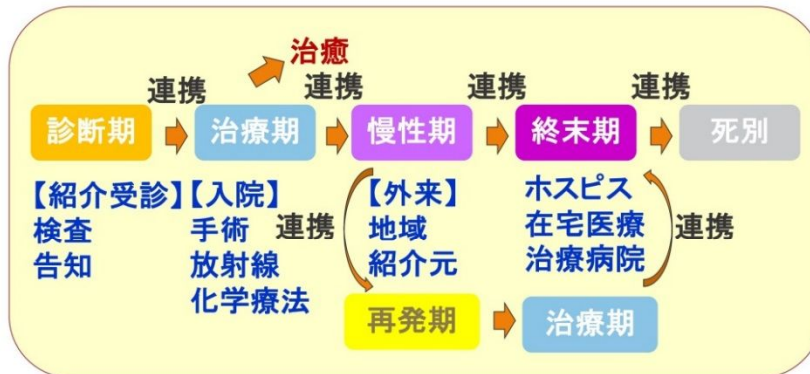 治癒
連携
連携
連携
連携
診断期
治療期
慢性期
終末期
死別
【紹介受診】
検査
告知
【入院】
手術
放射線
化学療法
連携
【外来】
地域
紹介元
ホスピス
在宅医療
治療病院
連携
再発期
治療期